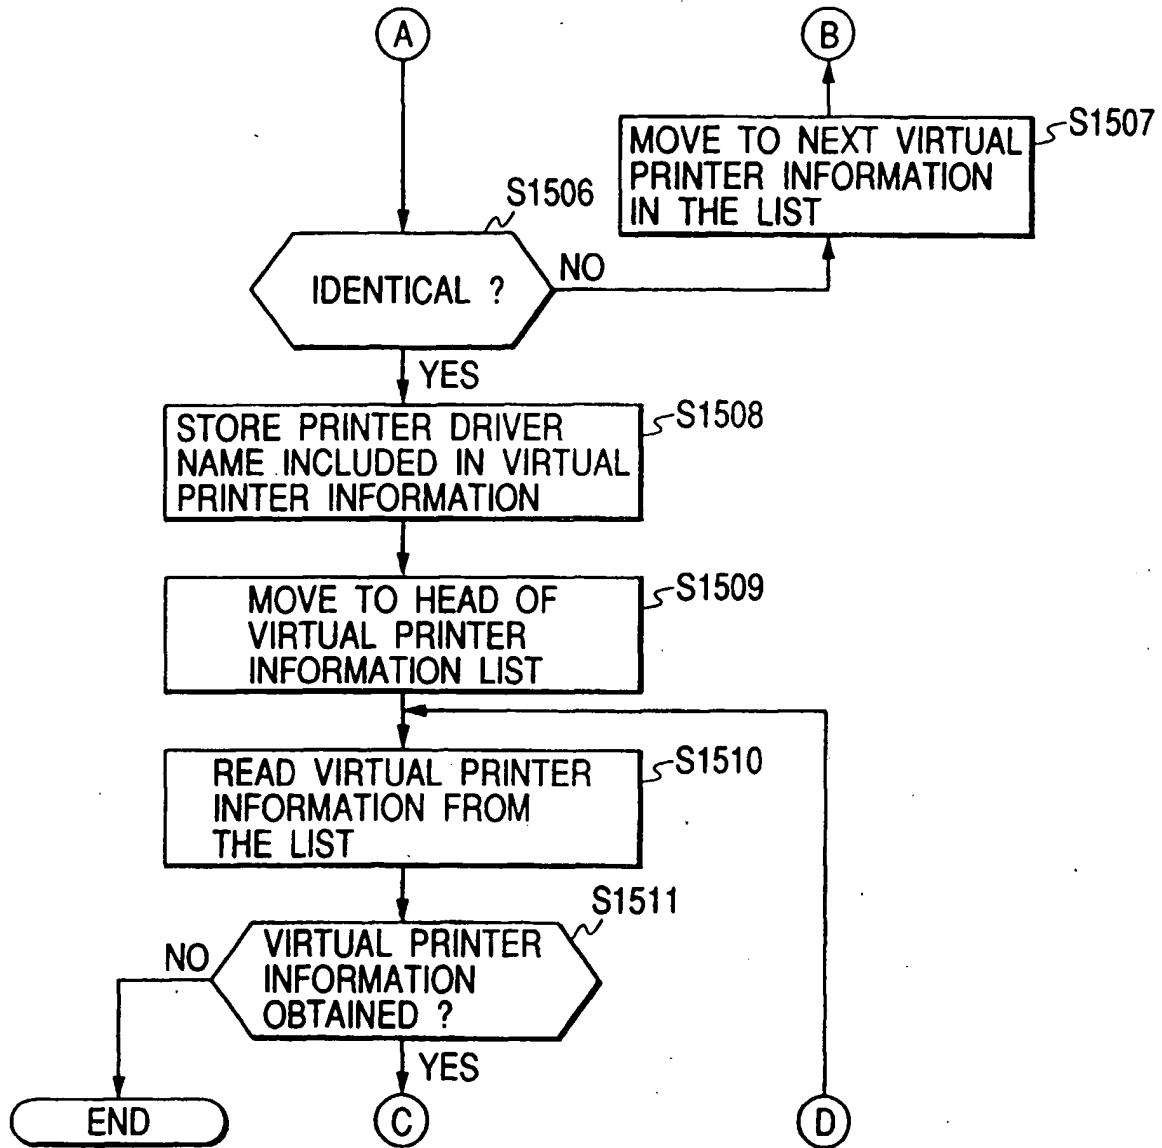 A
B
MOVE TO NEXT VIRTUAL
PRINTER INFORMATION
IN THE LIST
S1507
S1506
IDENTICAL ?
NO
YES
STORE PRINTER DRIVER
NAME INCLUDED IN VIRTUAL
PRINTER INFORMATION
S1508
MOVE TO HEAD OF
VIRTUAL PRINTER
INFORMATION LIST
S1509
READ VIRTUAL PRINTER
INFORMATION FROM
THE LIST
S1510
S1511
VIRTUAL PRINTER
INFORMATION
OBTAINED ?
NO
YES
END
C
D